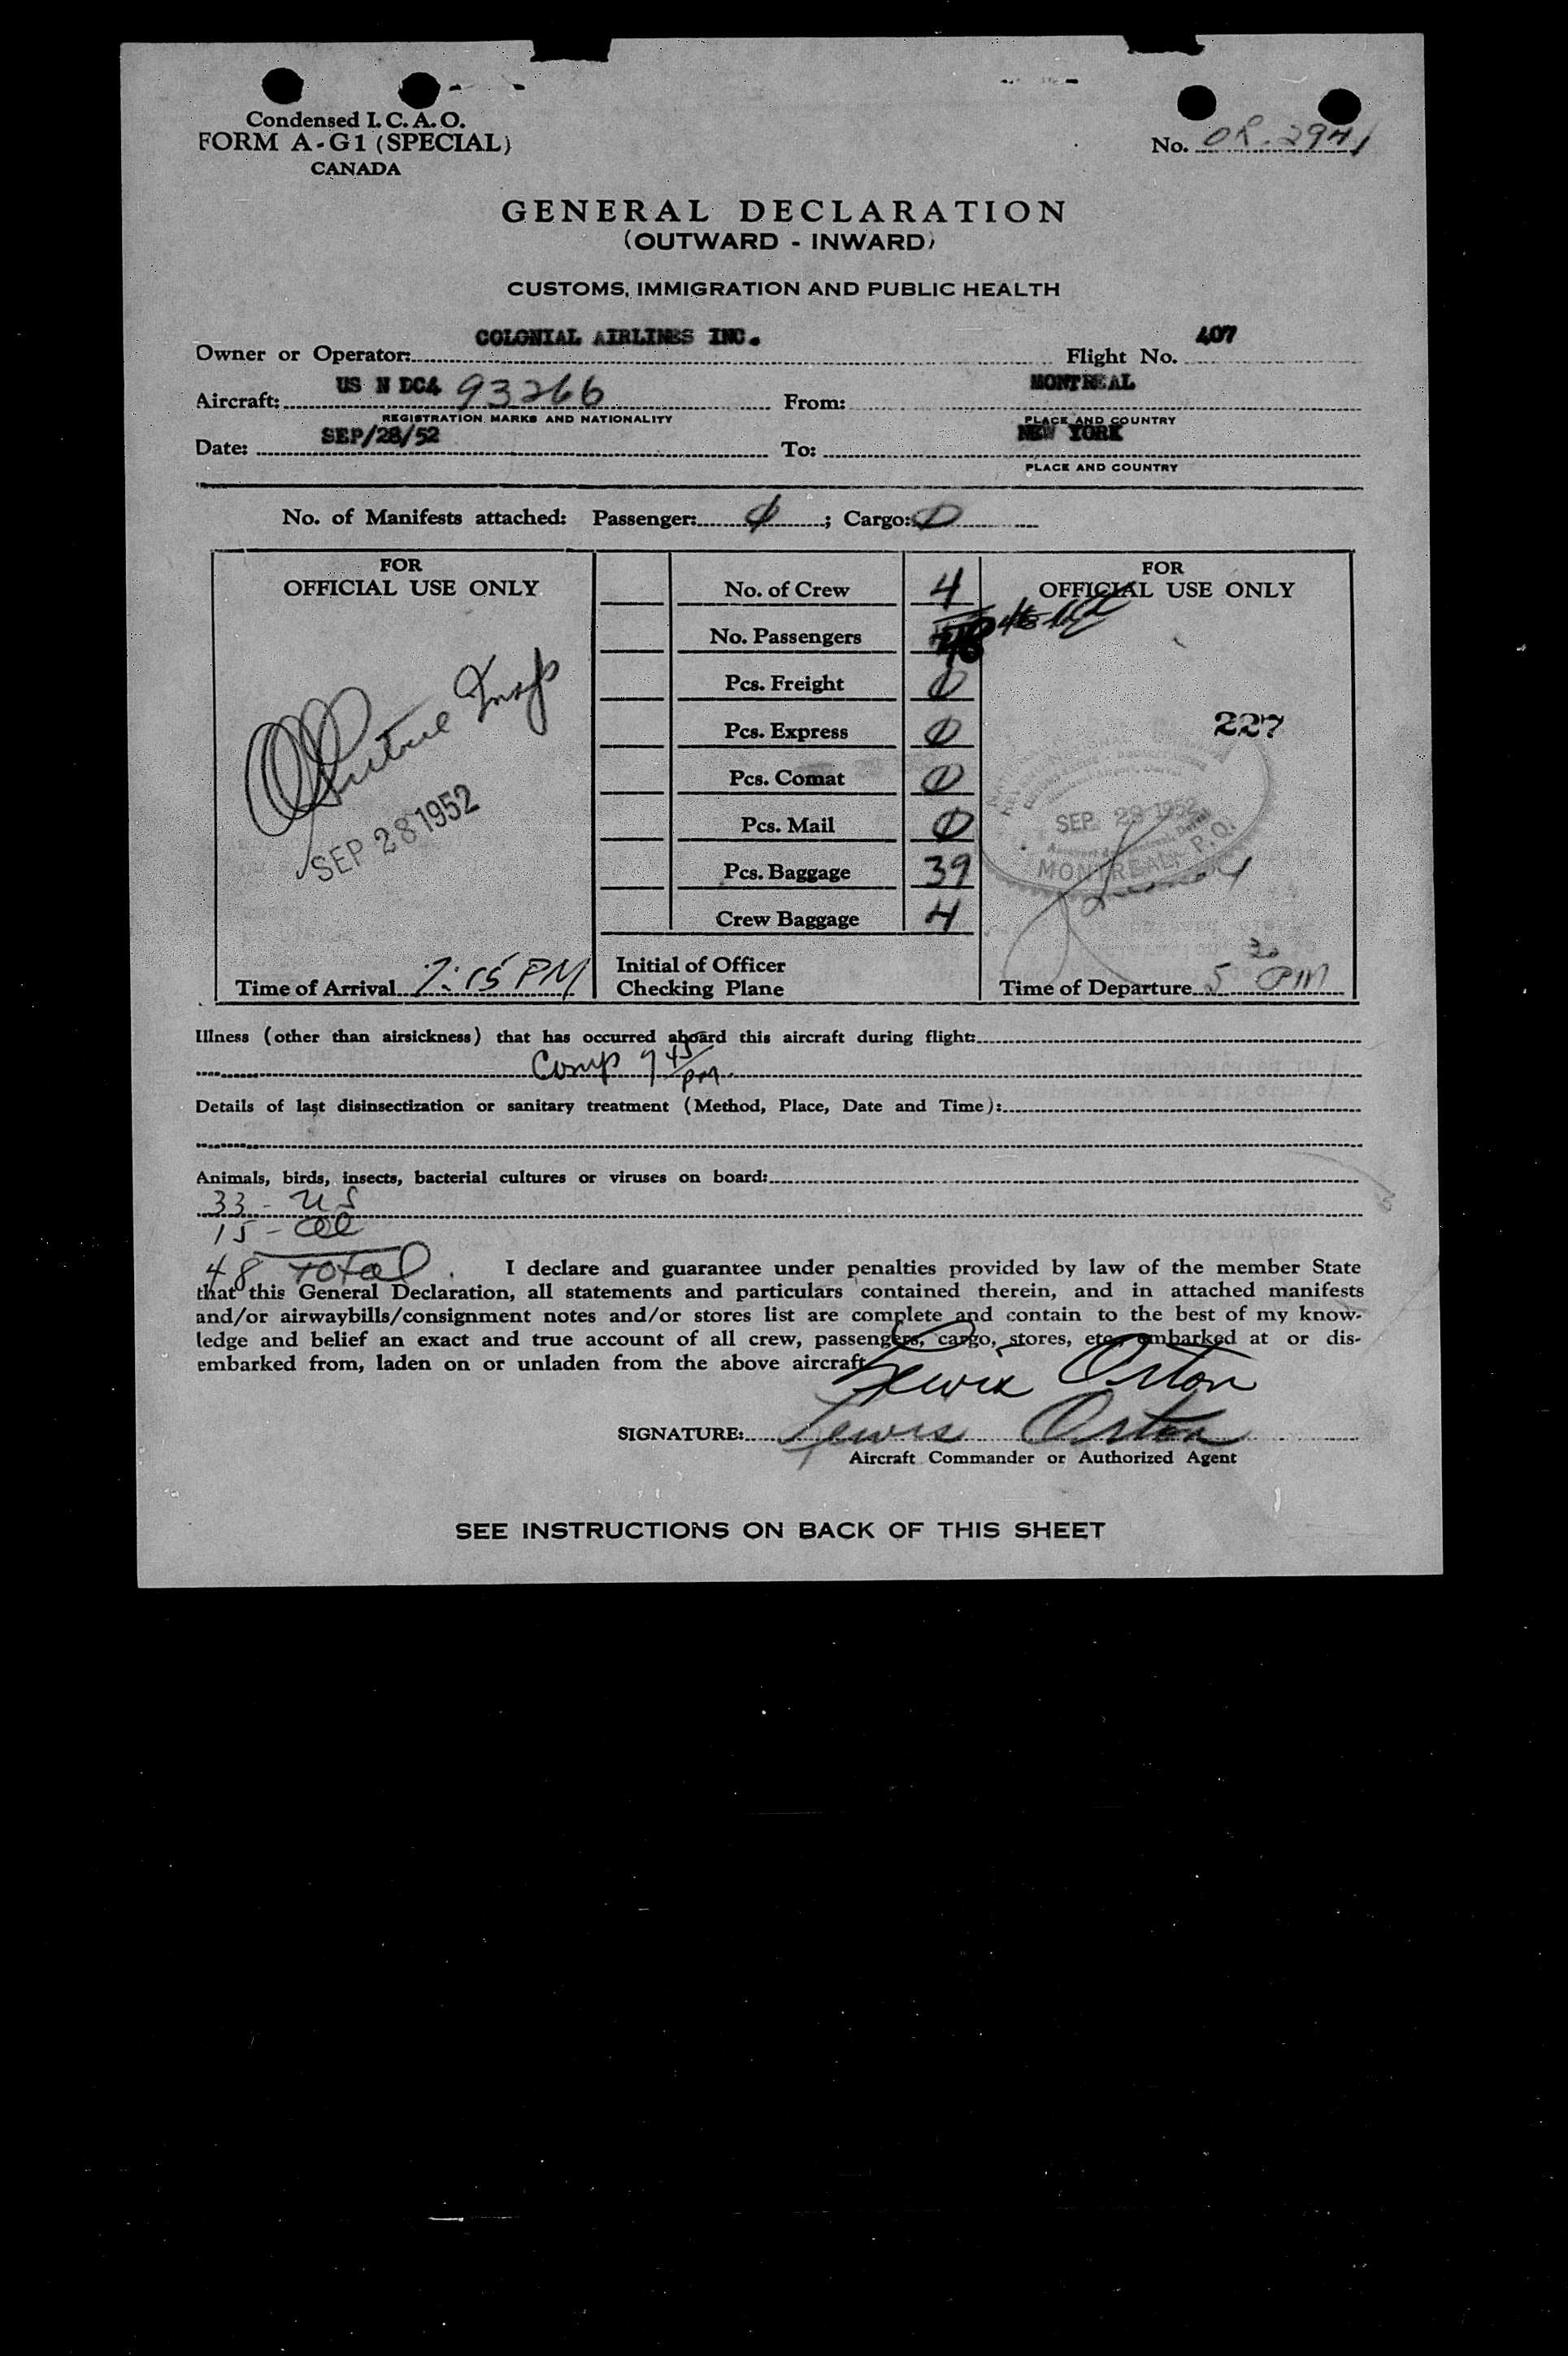 Condensed I. C. A. O.
FORM A-G1 (SPECIAL)
CANADA
No. OR-2941
GENERAL DECLARATION
(OUTWARD - INWARD)
CUSTOMS, IMMIGRATION AND PUBLIC HEALTH
Owner or Operator: COLONIAL AIRLINES INC. Flight No. 407
Aircraft: US N DC4 93266 From: MONTREAL
REGISTRATION MARKS AND NATIONALITY PLACE AND COUNTRY
Date: SEP/28/52 To: NEW YORK
PLACE AND COUNTRY
No. of Manifests attached: Passenger: 0; Cargo: 0
FOR
OFFICIAL USE ONLY
SEP 28 1952
Time of Arrival 7:15 PM
No. of Crew 4
No. Passengers 48
Pcs. Freight 0
Pcs. Express 0
Pcs. Comat 0
Pcs. Mail 0
Pcs. Baggage 39
Crew Baggage 4
Initial of Officer
Checking Plane
FOR
OFFICIAL USE ONLY
227
SEP 28 1952
MONTREAL, P.Q.
Time of Departure 5 30 PM
Illness (other than airsickness) that has occurred aboard this aircraft during flight:
Comp 7 45 PM
Details of last disinsectization or sanitary treatment (Method, Place, Date and Time):
Animals, birds, insects, bacterial cultures or viruses on board:
33 - US
15 -
48 Total.
I declare and guarantee under penalties provided by law of the member State
that this General Declaration, all statements and particulars contained therein, and in attached manifests
and/or airwaybills/consignment notes and/or stores list are complete and contain to the best of my know-
ledge and belief an exact and true account of all crew, passengers, cargo, stores, etc. embarked at or dis-
embarked from, laden on or unladen from the above aircraft.
Lewis Orton
SIGNATURE: Lewis Orton
Aircraft Commander or Authorized Agent
SEE INSTRUCTIONS ON BACK OF THIS SHEET